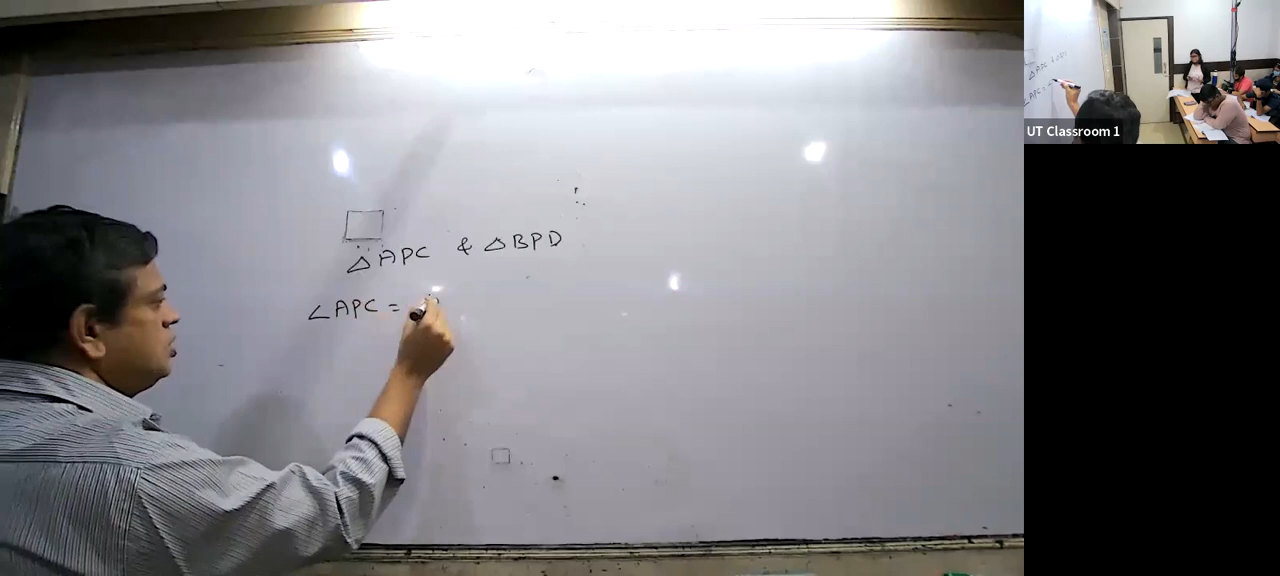 △APC & △BPD
∠APC =
UT Classroom 1